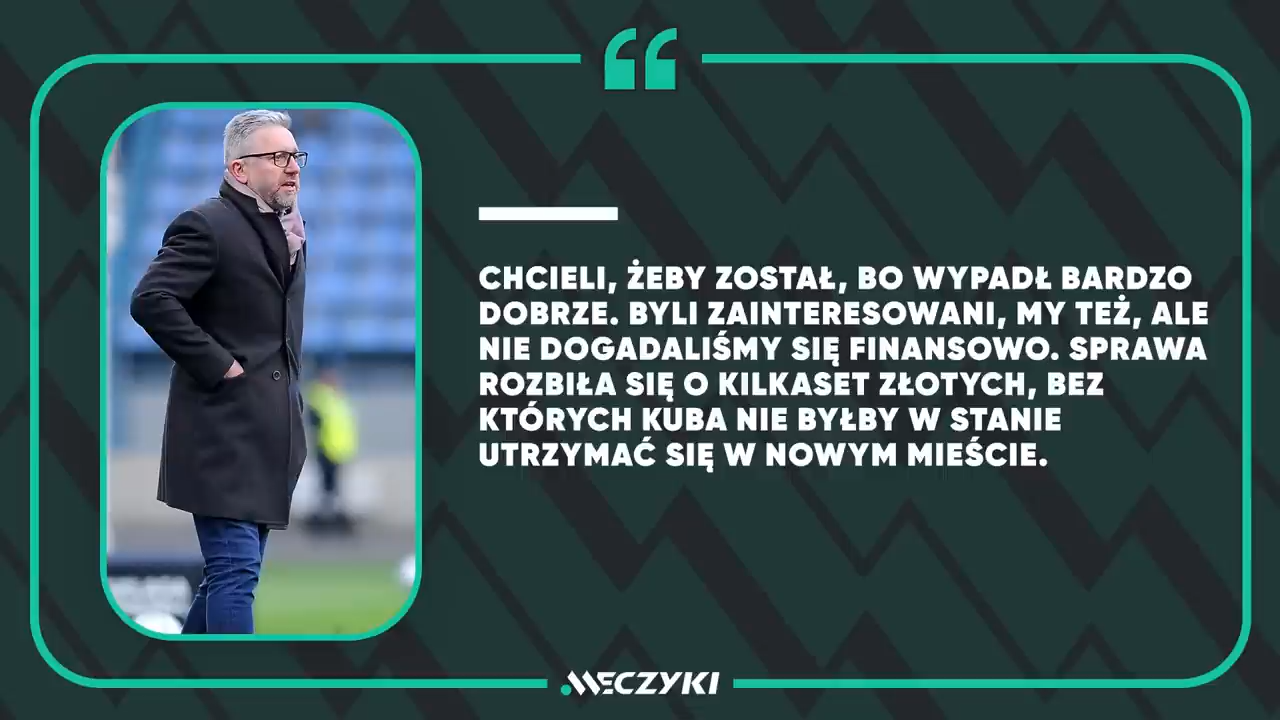 CHCIELI, ŻEBY ZOSTAŁ, BO WYPADŁ BARDZO
DOBRZE. BYLI ZAINTERESOWANI, MY TEŻ, ALE
NIE DOGADALIŚMY SIĘ FINANSOWO. SPRAWA
ROZBIŁA SIĘ O KILKASET ZŁOTYCH, BEZ
KTÓRYCH KUBA NIE BYŁBY W STANIE
UTRZYMAĆ SIĘ W NOWYM MIEŚCIE.
MECZYKI